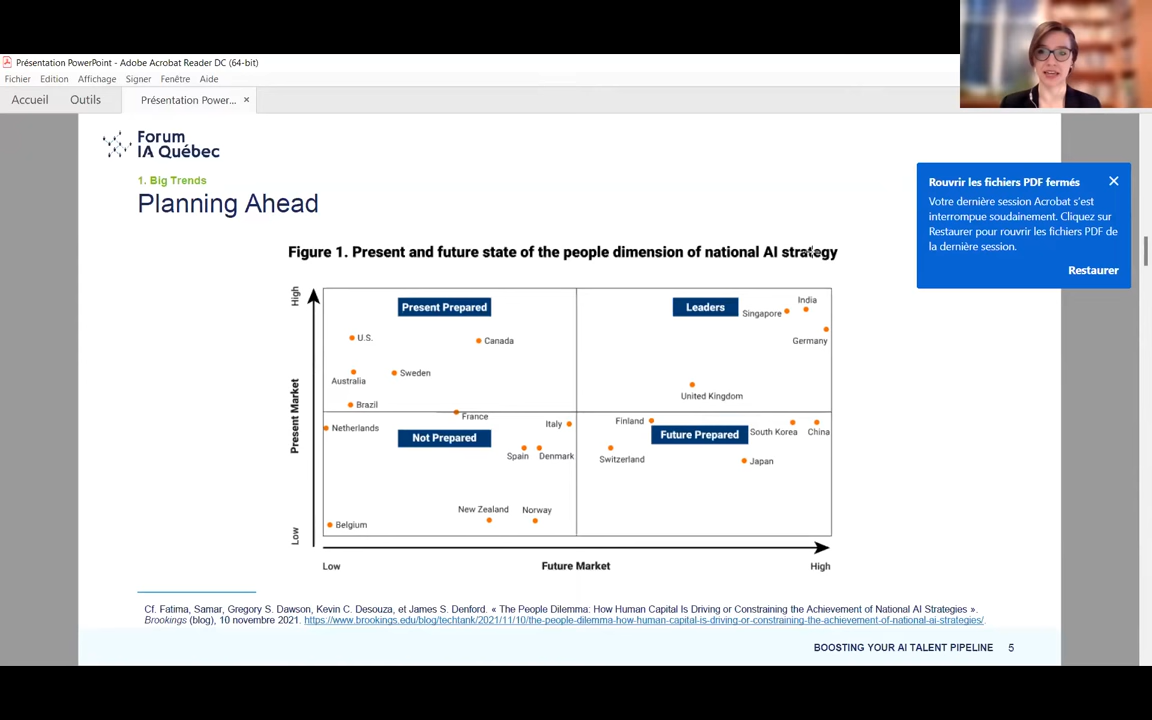 Présentation PowerPoint - Adobe Acrobat Reader DC (64-bit)
Fichier Edition Affichage Signer Fenêtre Aide
Accueil Outils Présentation Power... ×
Forum
IA Québec
1. Big Trends
Planning Ahead
Rouvrir les fichiers PDF fermés
Votre dernière session Acrobat s'est
interrompue soudainement. Cliquez sur
Restaurer pour rouvrir les fichiers PDF de
la dernière session.
Restaurer
Figure 1. Present and future state of the people dimension of national AI strategy
High
Present Market
Low
Present Prepared
U.S.
Canada
Australia
Sweden
Brazil
France
Leaders
India
Singapore
Germany
United Kingdom
Netherlands
Not Prepared
Italy
Spain
Denmark
New Zealand
Norway
Belgium
Finland
Future Prepared
South Korea
China
Switzerland
Japan
Low
Future Market
High
Cf. Fatima, Samar, Gregory S. Dawson, Kevin C. Desouza, et James S. Denford. « The People Dilemma: How Human Capital Is Driving or Constraining the Achievement of National AI Strategies ».
Brookings (blog), 10 novembre 2021. https://www.brookings.edu/blog/techtank/2021/11/10/the-people-dilemma-how-human-capital-is-driving-or-constraining-the-achievement-of-national-ai-strategies/.
BOOSTING YOUR AI TALENT PIPELINE 5